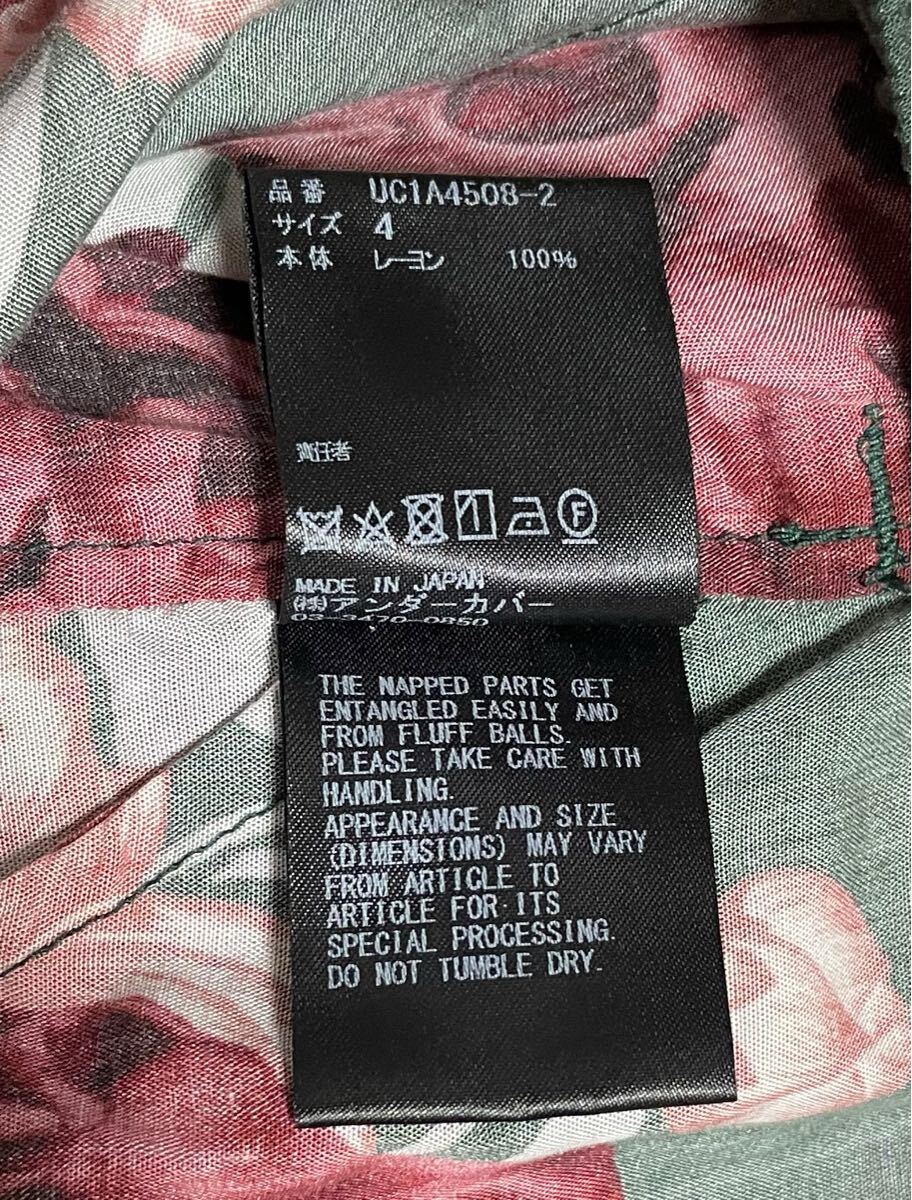 品番 UC1A4508-2
サイズ 4
本体 レーヨン 100%
責任者
F
MADE IN JAPAN
㈱アンダーカバー
03-3470-0850
THE NAPPED PARTS GET
ENTANGLED EASILY AND
FROM FLUFF BALLS.
PLEASE TAKE CARE WITH
HANDLING.
APPEARANCE AND SIZE
(DIMENSIONS) MAY VARY
FROM ARTICLE TO
ARTICLE FOR ITS
SPECIAL PROCESSING.
DO NOT TUMBLE DRY.